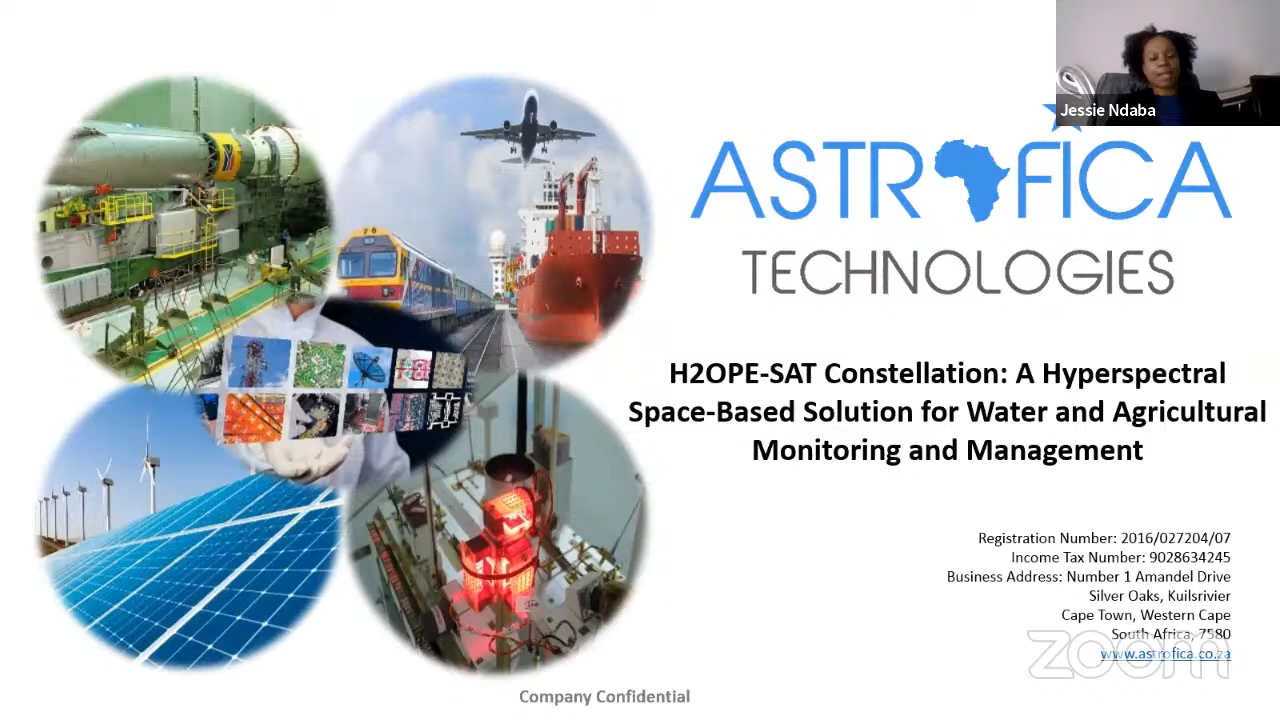 Jessie Ndaba
ASTROFICA
TECHNOLOGIES
H2OPE-SAT Constellation: A Hyperspectral
Space-Based Solution for Water and Agricultural
Monitoring and Management
Registration Number: 2016/027204/07
Income Tax Number: 9028634245
Business Address: Number 1 Amandel Drive
Silver Oaks, Kuilsrivier
Cape Town, Western Cape
South Africa, 7580
www.astrofica.co.za
zoom
Company Confidential